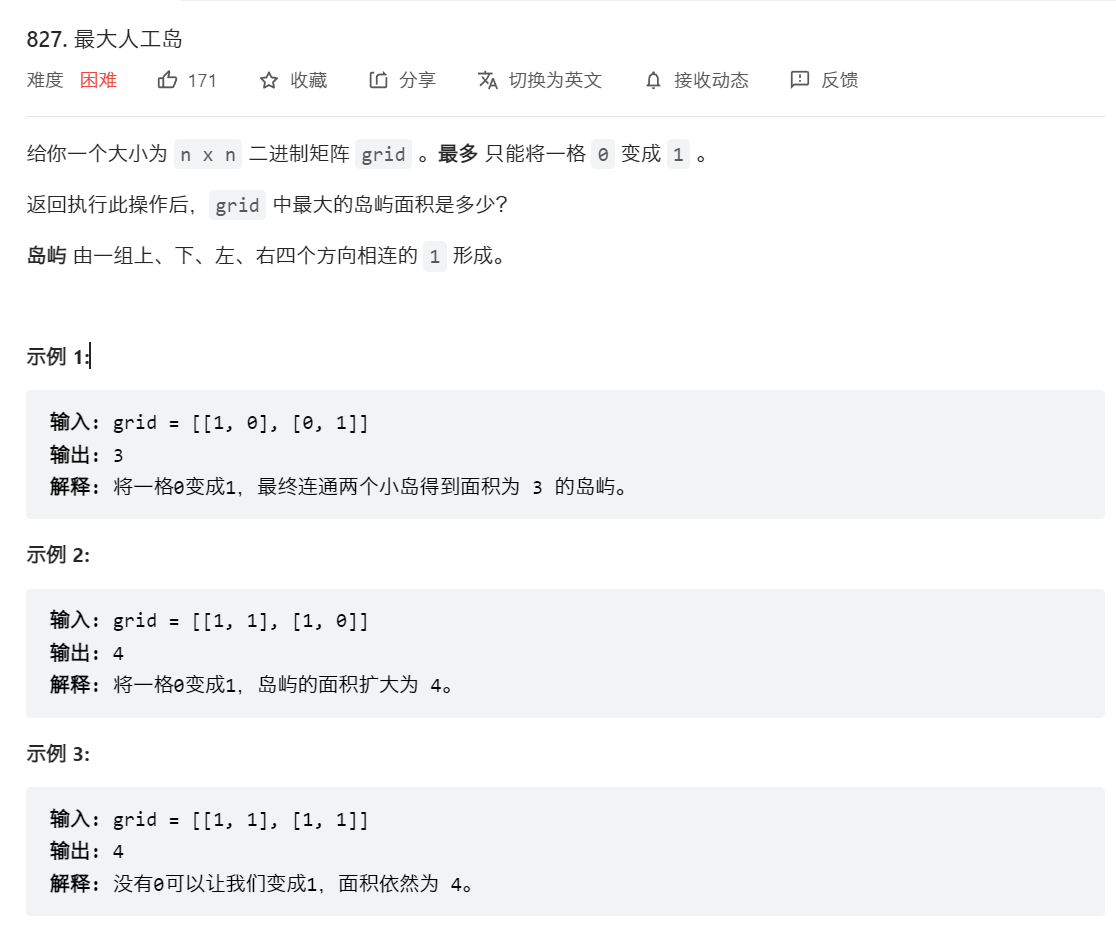 827. 最大人工岛
难度 困难 171 收藏 分享 切换为英文 接收动态 反馈
给你一个大小为 n x n 二进制矩阵 grid 。最多 只能将一格 0 变成 1 。
返回执行此操作后，grid 中最大的岛屿面积是多少？
岛屿 由一组上、下、左、右四个方向相连的 1 形成。
示例 1:
输入: grid = [[1, 0], [0, 1]]
输出: 3
解释: 将一格0变成1，最终连通两个小岛得到面积为 3 的岛屿。
示例 2:
输入: grid = [[1, 1], [1, 0]]
输出: 4
解释: 将一格0变成1，岛屿的面积扩大为 4。
示例 3:
输入: grid = [[1, 1], [1, 1]]
输出: 4
解释: 没有0可以让我们变成1，面积依然为 4。